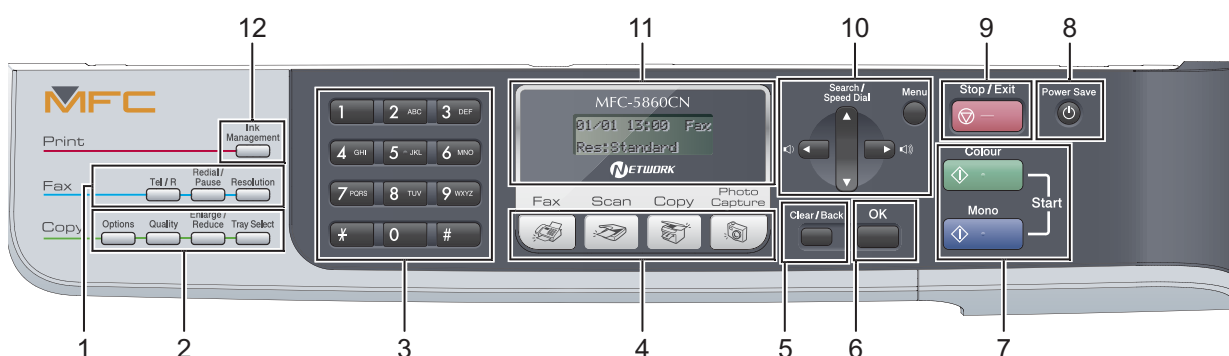 12 11 10 9 8
MFC
Print
Ink
Management
Fax
Tel / R
Redial /
Pause
Resolution
Copy
Options
Quality
Enlarge /
Reduce
Tray Select
1
2 ABC
3 DEF
4 GHI
5 JKL
6 MNO
7 PQRS
8 TUV
9 WXYZ
*
0
#
MFC-5860CN
01/01 13:00 Fax
Res:Standard
NETWORK
Fax
Scan
Copy
Photo
Capture
Search /
Speed Dial
Menu
Clear / Back
OK
Stop / Exit
Power Save
Colour
Start
Mono
1 2 3 4 5 6 7